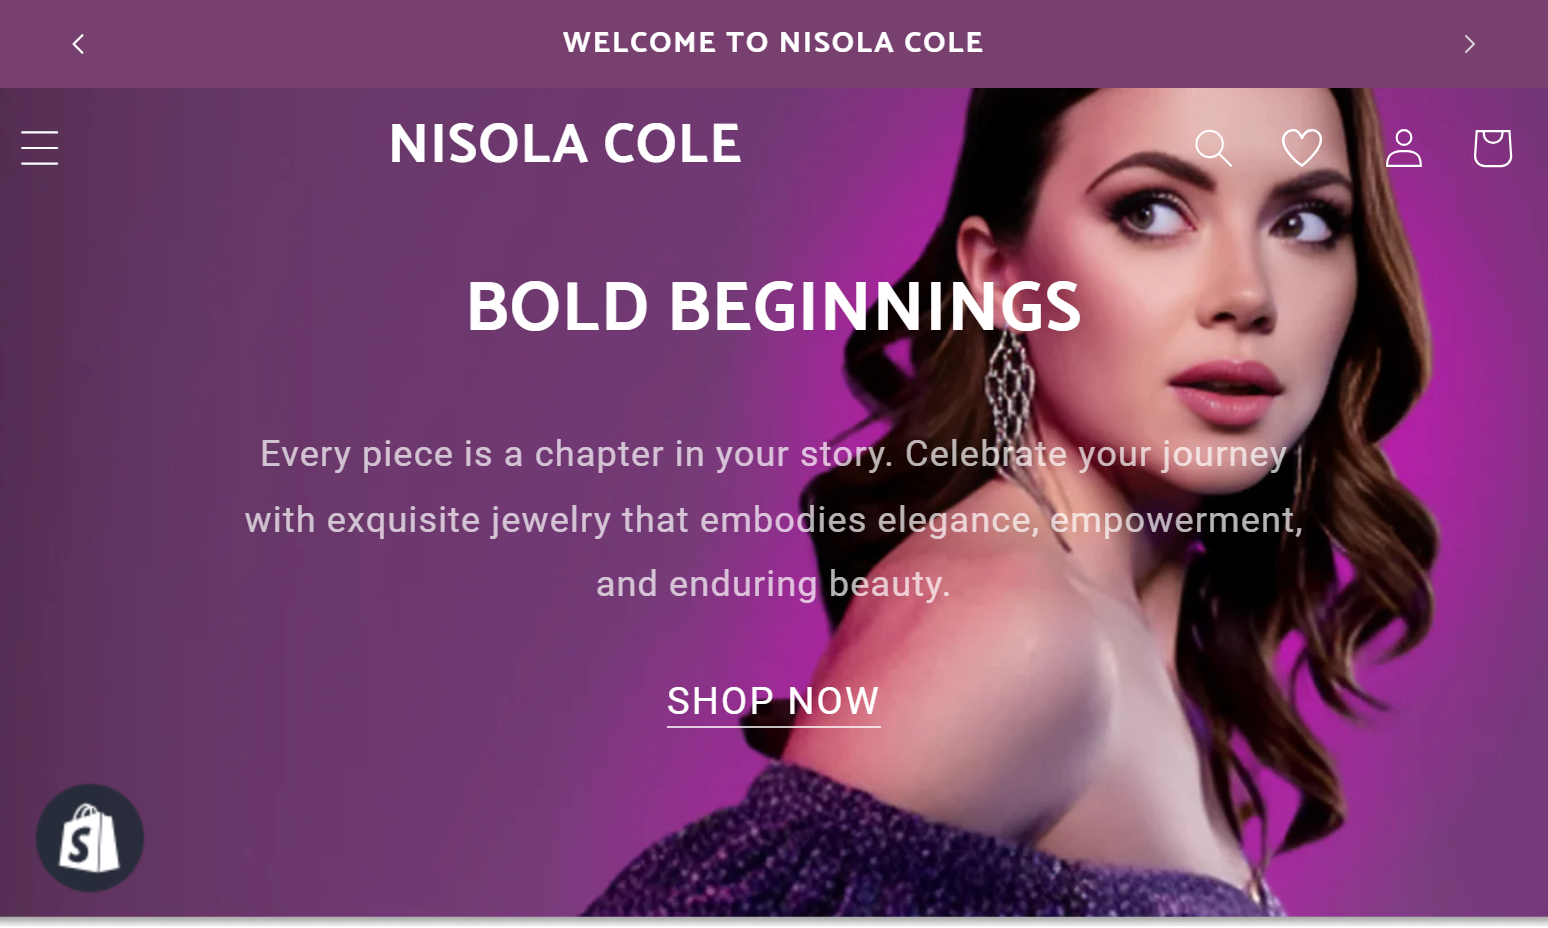 WELCOME TO NISOLA COLE
NISOLA COLE
BOLD BEGINNINGS
Every piece is a chapter in your story. Celebrate your journey
with exquisite jewelry that embodies elegance, empowerment,
and enduring beauty.
SHOP NOW
S